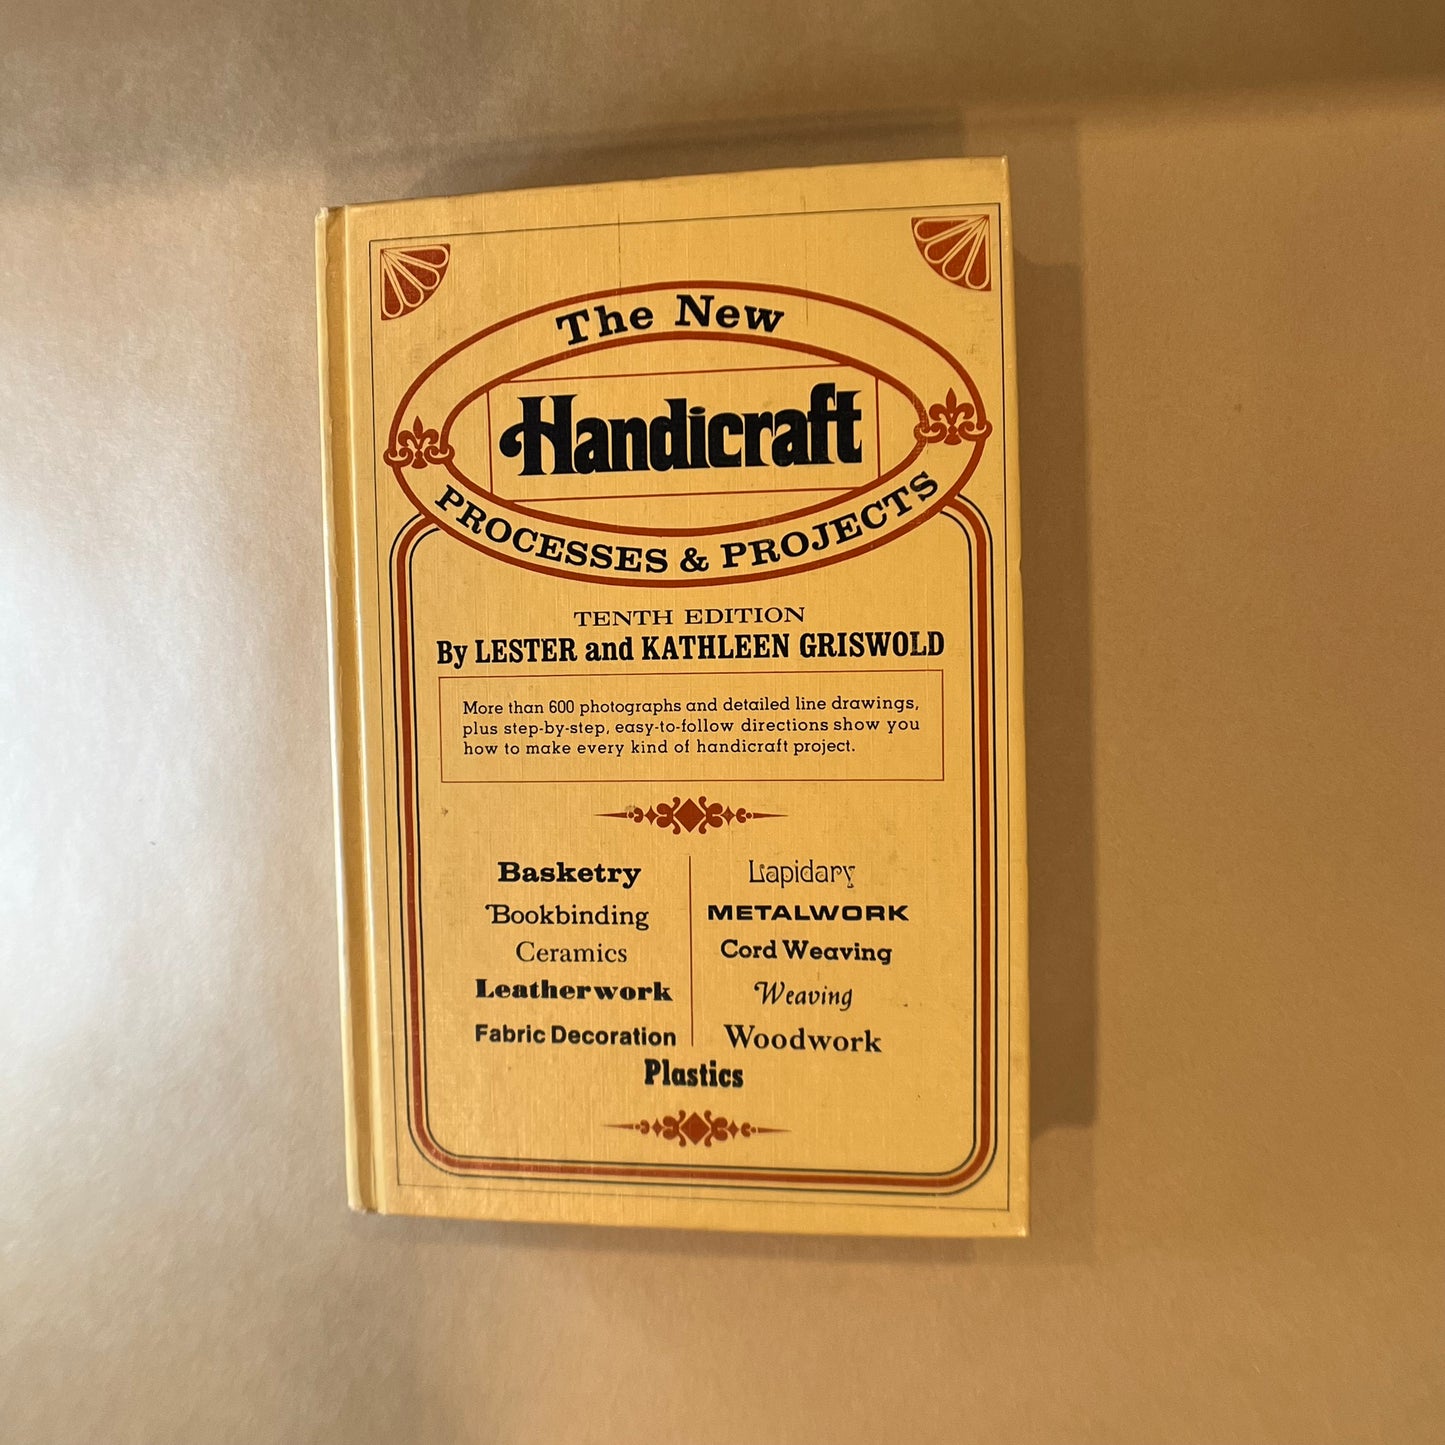 The New
Handicraft
PROCESSES & PROJECTS
TENTH EDITION
By LESTER and KATHLEEN GRISWOLD
More than 600 photographs and detailed line drawings,
plus step-by-step, easy-to-follow directions show you
how to make every kind of handicraft project.
Basketry
Bookbinding
Ceramics
Leatherwork
Fabric Decoration
Lapidary
METALWORK
Cord Weaving
Weaving
Woodwork
Plastics